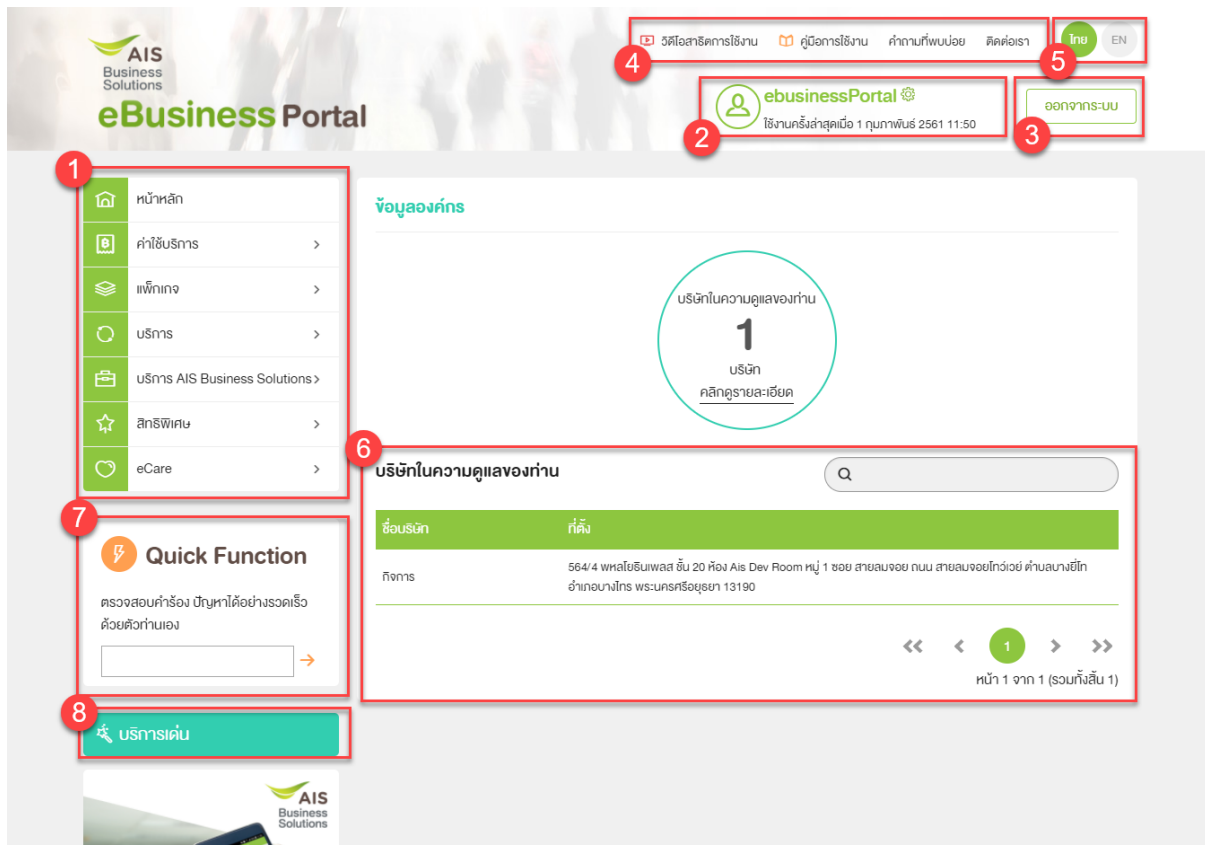 AIS
Business
Solutions
eBusiness Portal
วิดีโอสาธิตการใช้งาน คู่มือการใช้งาน คำถามที่พบบ่อย ติดต่อเรา
4
ไทย EN
5
ebusinessPortal
ใช้งานครั้งล่าสุดเมื่อ 1 กุมภาพันธ์ 2561 11:50
2
ออกจากระบบ
3
1
หน้าหลัก
ค่าใช้บริการ
แพ็กเกจ
บริการ
บริการ AIS Business Solutions
สิทธิพิเศษ
eCare
ข้อมูลองค์กร
บริษัทในความดูแลของท่าน
1
บริษัท
คลิกดูรายละเอียด
6
บริษัทในความดูแลของท่าน
ชื่อบริษัท ที่ตั้ง
กิจการ
564/4 พหลโยธินเพลส ชั้น 20 ห้อง Ais Dev Room หมู่ 1 ซอย สายลมจอย ถนน สายลมจอยไทว์เวย์ ตำบลบางยี่โท
อำเภอบางไทร พระนครศรีอยุธยา 13190
<< < 1 > >>
หน้า 1 จาก 1 (รวมทั้งสิ้น 1)
7
Quick Function
ตรวจสอบคำร้อง ปัญหาได้อย่างรวดเร็ว
ด้วยตัวท่านเอง
8
บริการเด่น
AIS
Business
Solutions